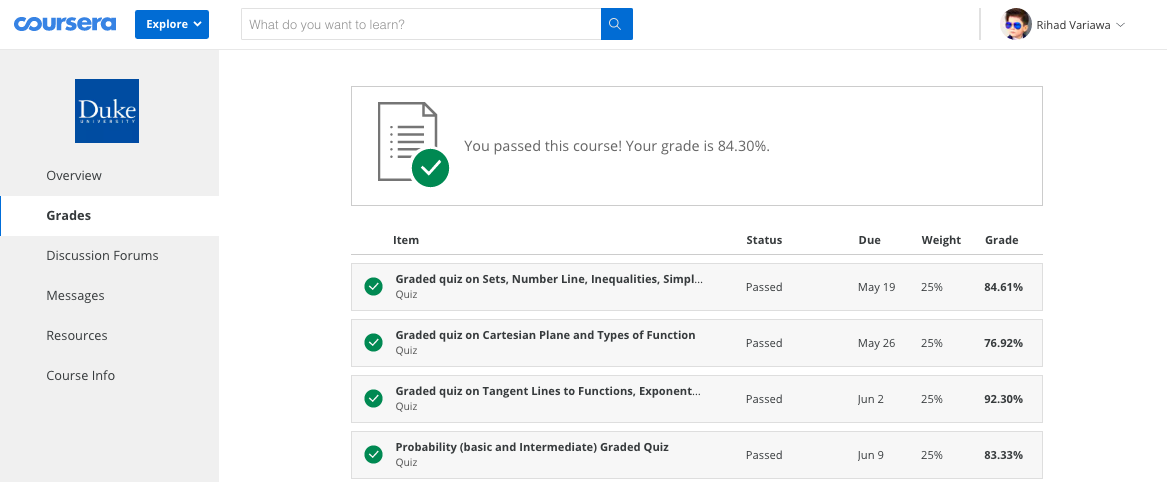 coursera Explore What do you want to learn? Rihad Variawa
Duke
UNIVERSITY
Overview
Grades
Discussion Forums
Messages
Resources
Course Info
You passed this course! Your grade is 84.30%.
Item Status Due Weight Grade
Graded quiz on Sets, Number Line, Inequalities, Simpl...
Quiz
Passed May 19 25% 84.61%
Graded quiz on Cartesian Plane and Types of Function
Quiz
Passed May 26 25% 76.92%
Graded quiz on Tangent Lines to Functions, Exponent...
Quiz
Passed Jun 2 25% 92.30%
Probability (basic and Intermediate) Graded Quiz
Quiz
Passed Jun 9 25% 83.33%